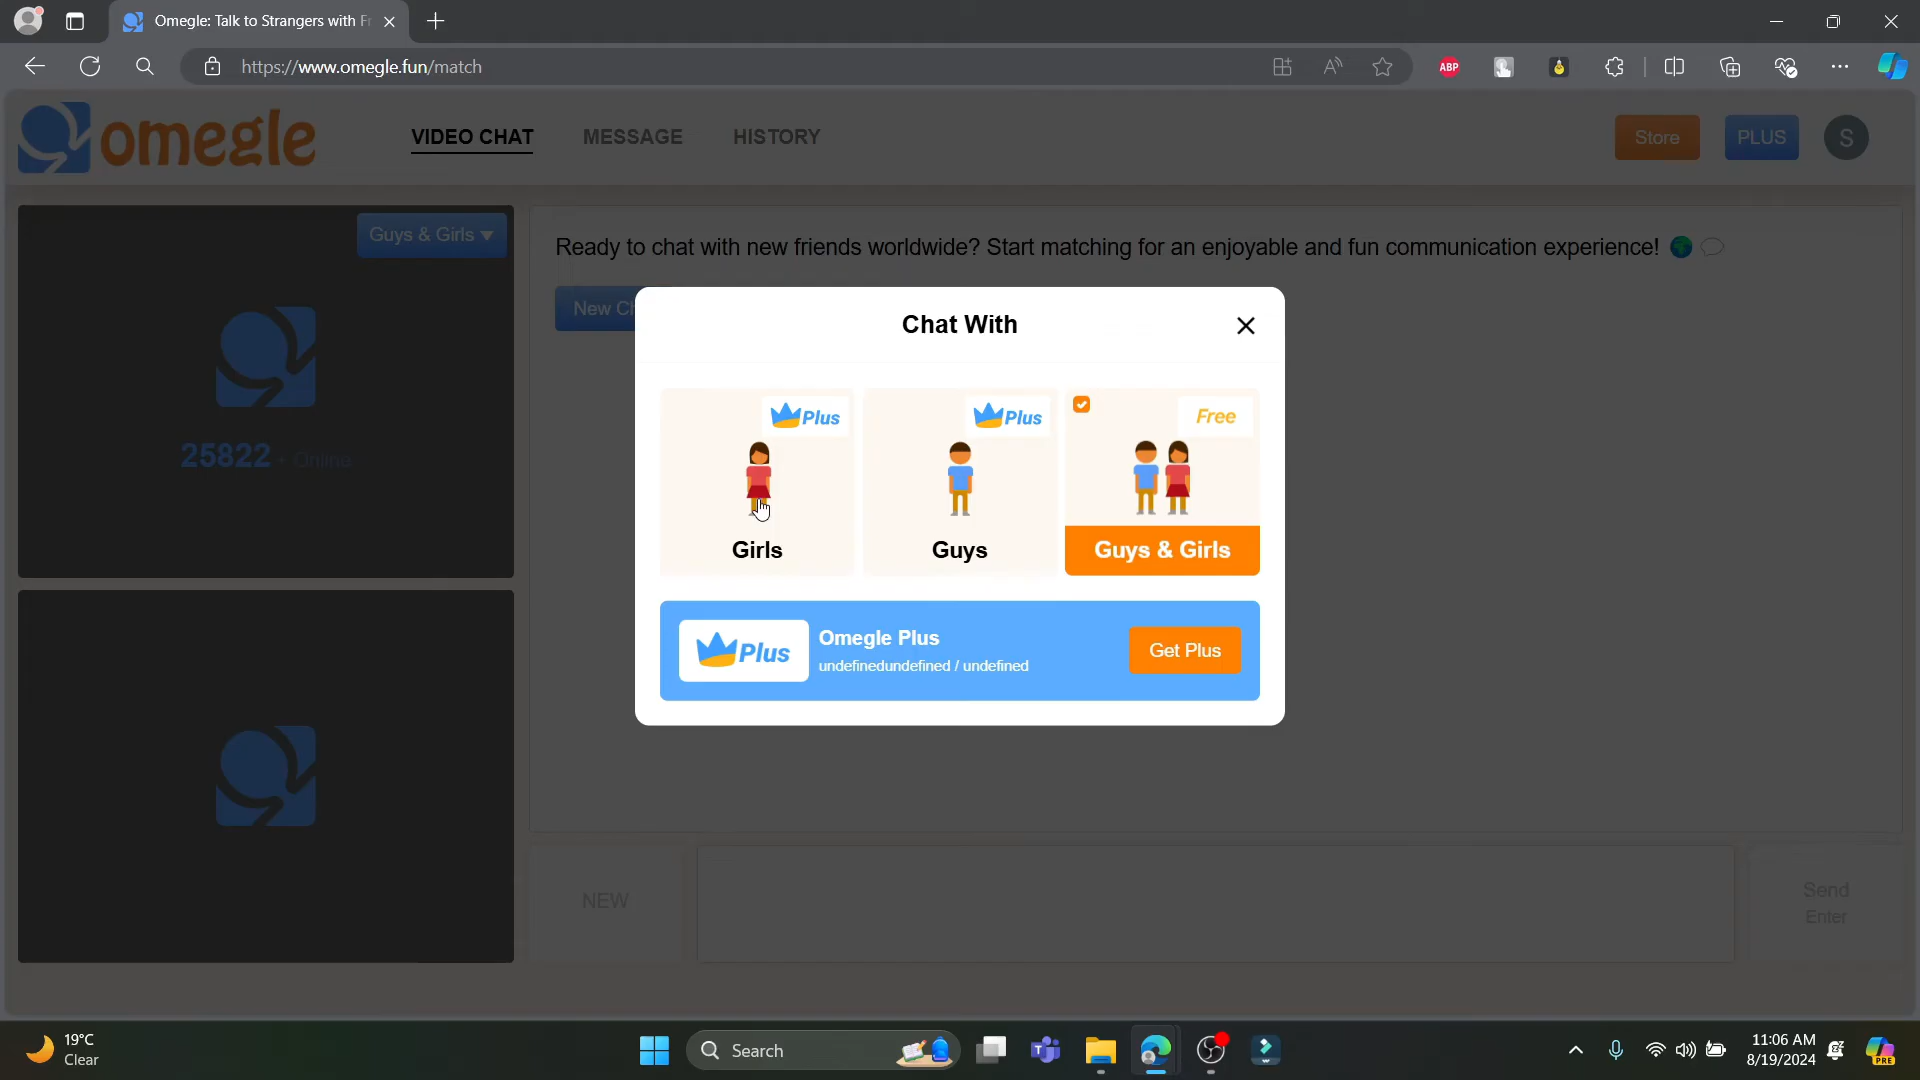 Omegle: Talk to Strangers with Fr
https://www.omegle.fun/match
ABP
omegle
VIDEO CHAT
MESSAGE
HISTORY
Store
PLUS
S
Guys & Girls
25822 + Online
Ready to chat with new friends worldwide? Start matching for an enjoyable and fun communication experience!
New Ch
Chat With
Plus
Girls
Plus
Guys
Free
Guys & Girls
Plus
Omegle Plus
undefinedundefined / undefined
Get Plus
NEW
Send
Enter
19°C
Clear
Search
11:06 AM
8/19/2024
PRE